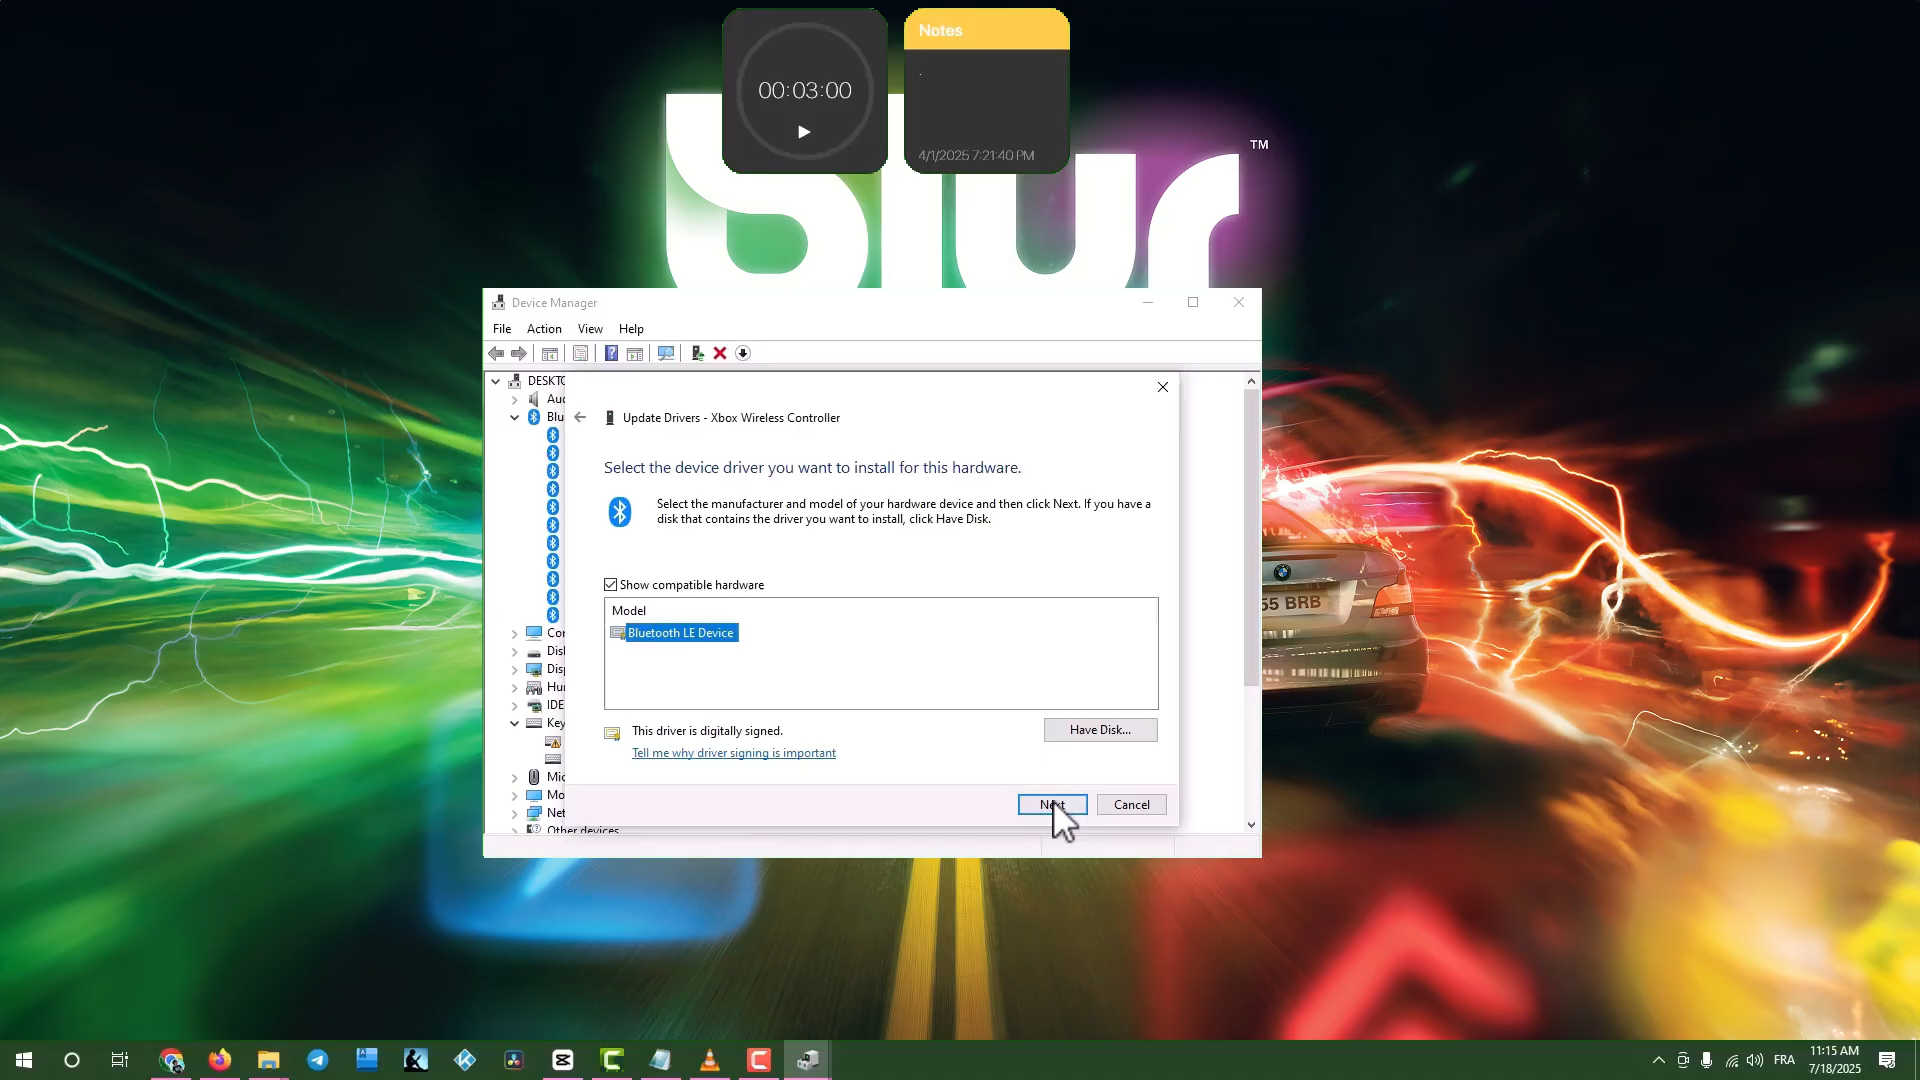 Notes
00:03:00
.
4/1/2025 7:21:40 PM
blur
TM
Device Manager
File Action View Help
DESKTO
Auc
Blu
Update Drivers - Xbox Wireless Controller
Select the device driver you want to install for this hardware.
Select the manufacturer and model of your hardware device and then click Next. If you have a
disk that contains the driver you want to install, click Have Disk.
Show compatible hardware
Model
Bluetooth LE Device
Cor
Disl
Disp
Hur
IDE
Key
Mic
Mo
Net
Other devices
This driver is digitally signed.
Have Disk...
Tell me why driver signing is important
Next
Cancel
55 BRB
FRA
11:15 AM
7/18/2025